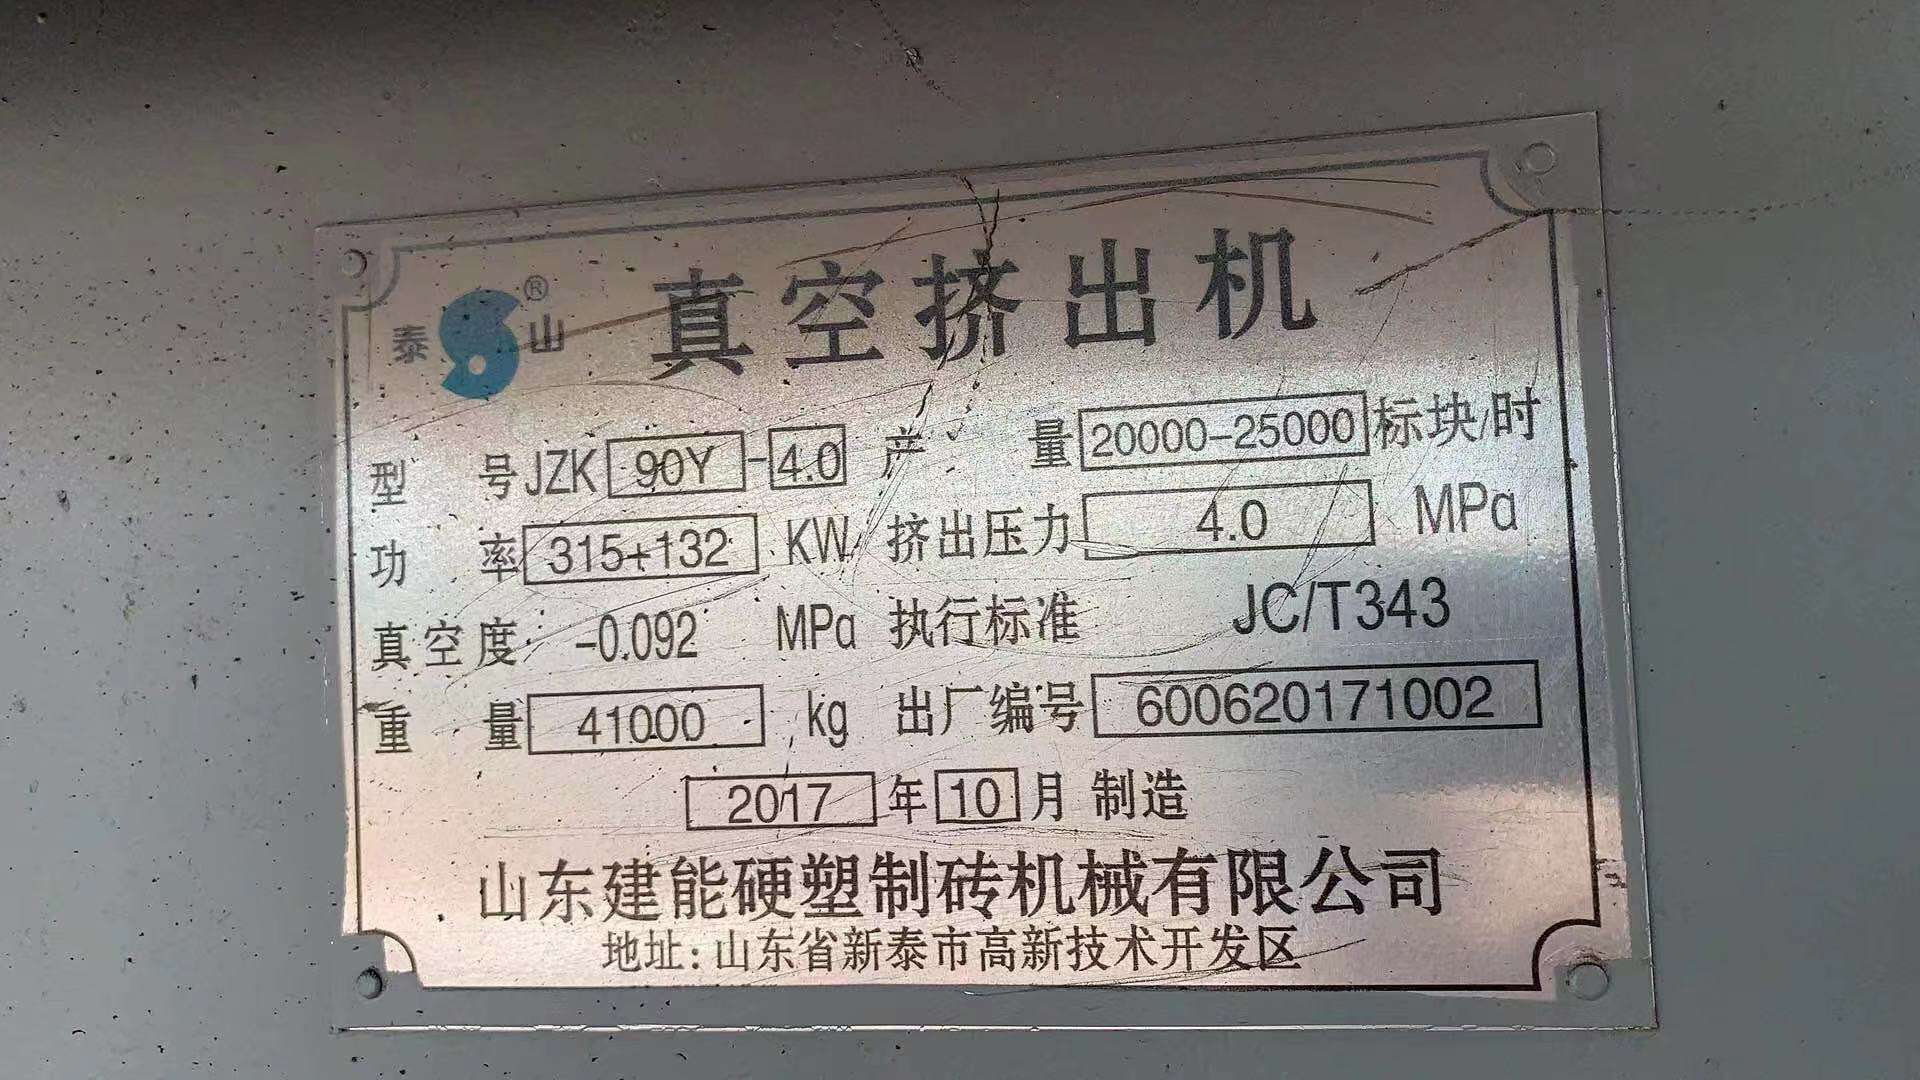 泰山®
真空挤出机
型号JZK 90Y-4.0 产量 20000-25000 标块/时
功率 315+132 KW 挤出压力 4.0 MPa
真空度 -0.092 MPa 执行标准 JC/T343
重量 41000 kg 出厂编号 600620171002
2017 年 10 月 制造
山东建能硬塑制砖机械有限公司
地址:山东省新泰市高新技术开发区